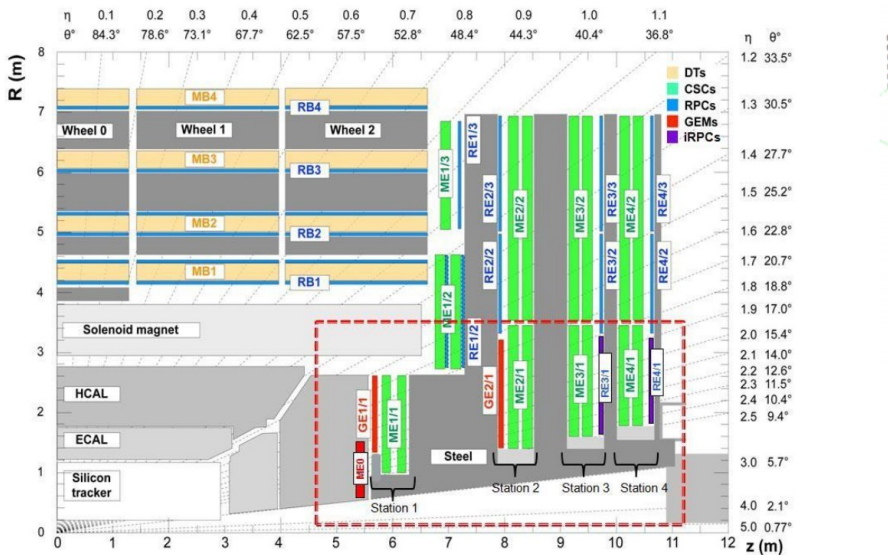 η 0.1 0.2 0.3 0.4 0.5 0.6 0.7 0.8 0.9 1.0 1.1
θ° 84.3° 78.6° 73.1° 67.7° 62.5° 57.5° 52.8° 48.4° 44.3° 40.4° 36.8°
η θ°
R (m)
8
7
6
5
4
3
2
1
0
1.2 33.5°
1.3 30.5°
1.4 27.7°
1.5 25.2°
1.6 22.8°
1.7 20.7°
1.8 18.8°
1.9 17.0°
2.0 15.4°
2.1 14.0°
2.2 12.6°
2.3 11.5°
2.4 10.4°
2.5 9.4°
3.0 5.7°
4.0 2.1°
5.0 0.77°
DTs
CSCs
RPCs
GEMs
iRPCs
MB4
RB4
Wheel 0
Wheel 1
Wheel 2
MB3
RB3
MB2
RB2
MB1
RB1
Solenoid magnet
HCAL
ECAL
Silicon
tracker
Steel
ME0
GE1/1
ME1/1
ME1/2
RE1/2
ME1/3
RE1/3
RE2/3
RE2/2
GE2/1
ME2/2
ME2/1
ME3/2
ME3/1
RE3/3
RE3/2
RE3/1
ME4/2
ME4/1
RE4/3
RE4/2
RE4/1
Station 1
Station 2
Station 3
Station 4
0 1 2 3 4 5 6 7 8 9 10 11 12
z (m)